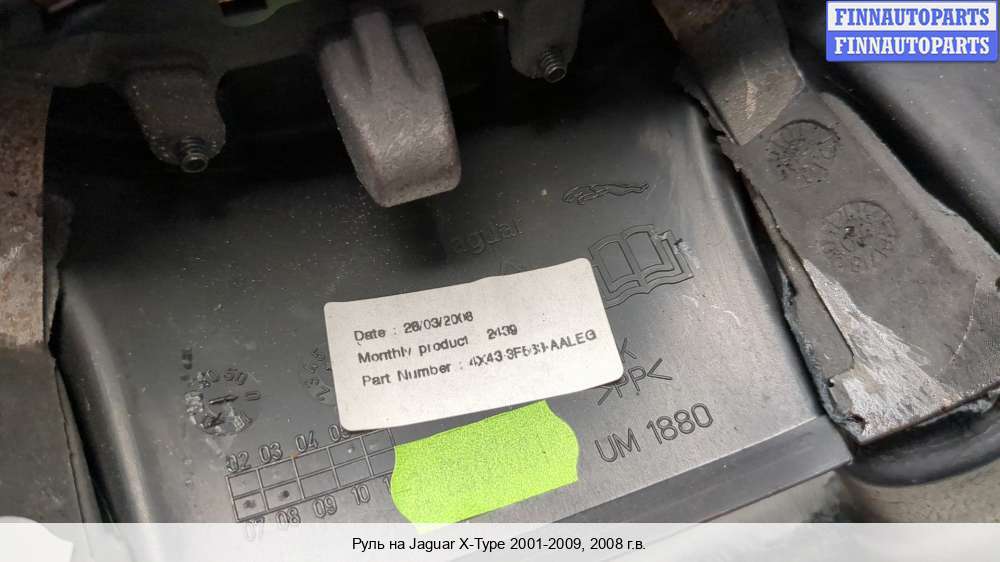 FINNAUTOPARTS
FINNAUTOPARTS
Jaguar
Date : 26/03/2008
Monthly product : 2439
Part Number :
>PP<
UM 1880
02 03 04
07 08 09 10
Руль на Jaguar X-Type 2001-2009, 2008 г.в.